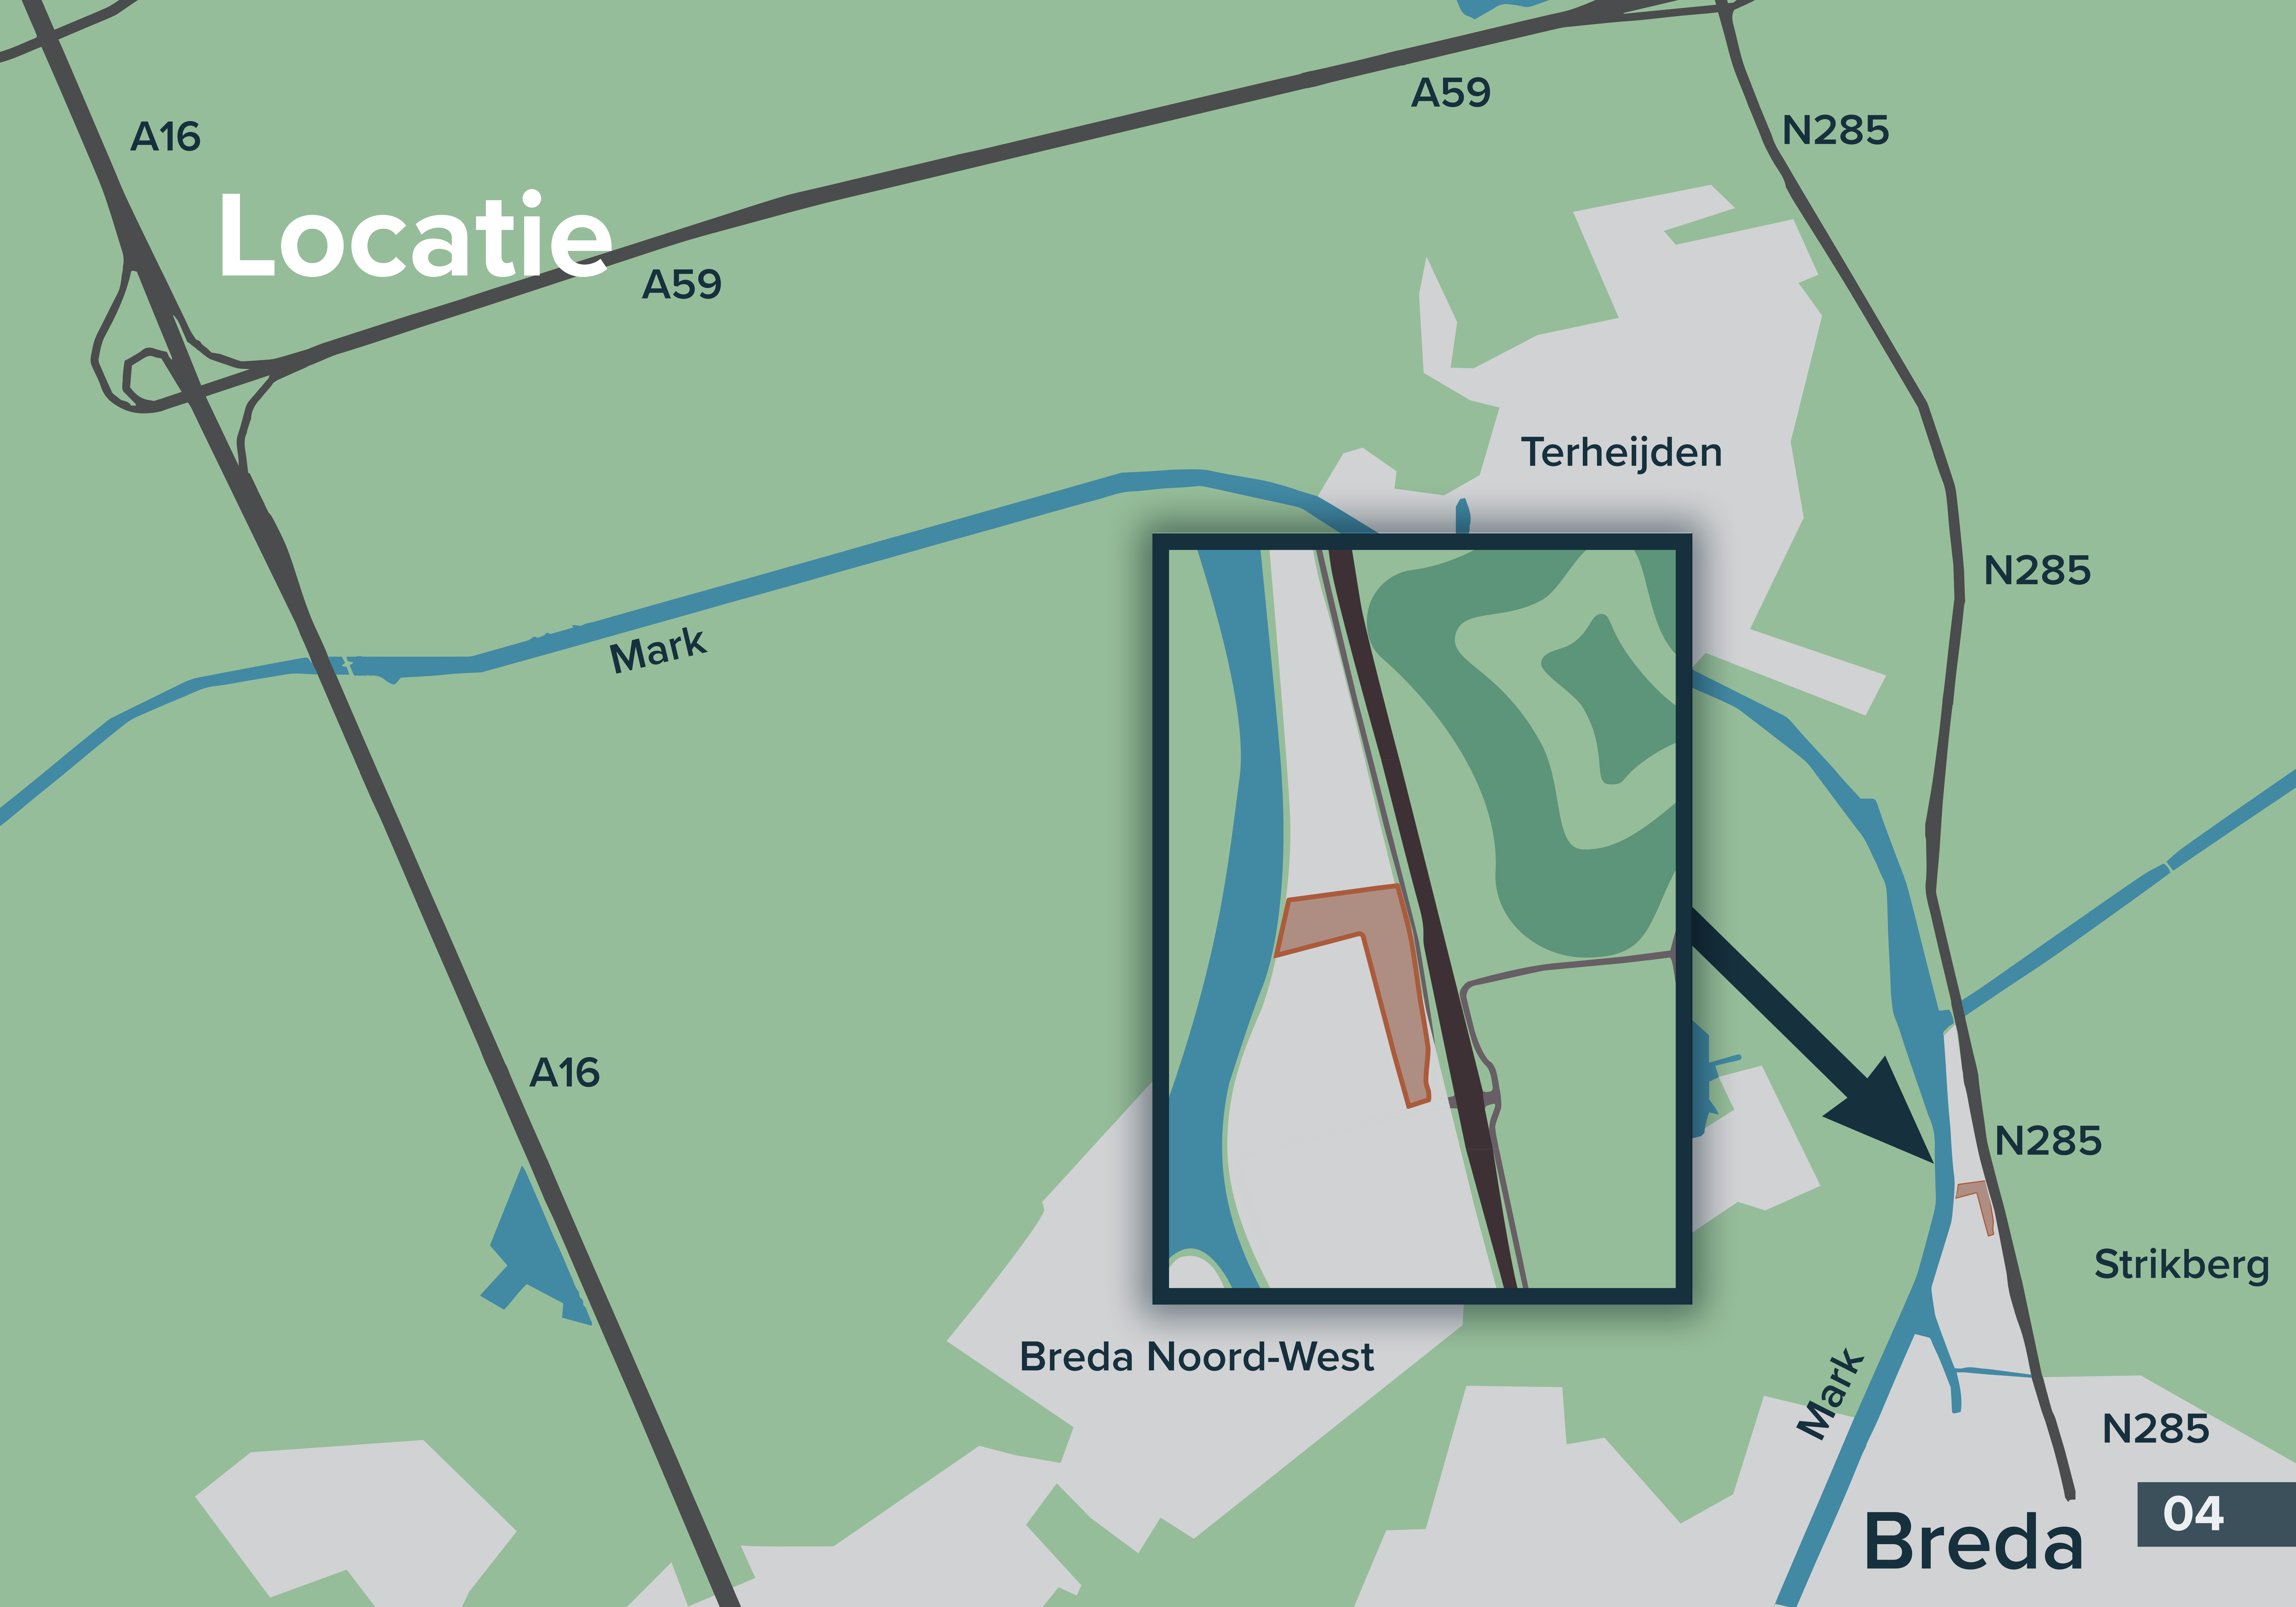 A59
A16
N285
Locatie
A59
Terheijden
N285
Mark
A16
N285
Strikberg
Breda Noord-West
Mark
N285
04
Breda